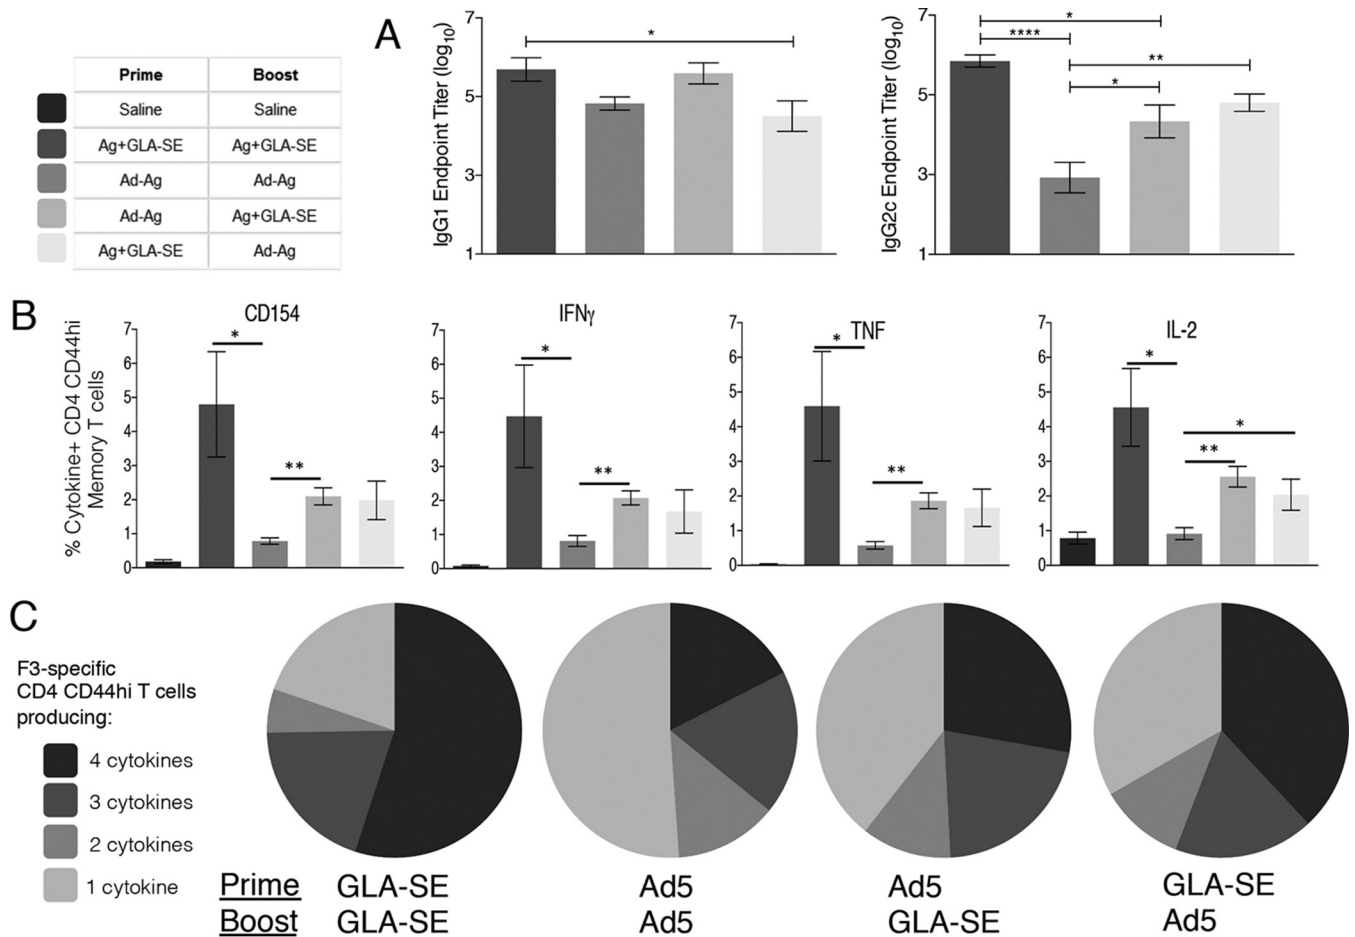 Prime Boost
Saline Saline
Ag+GLA-SE Ag+GLA-SE
Ad-Ag Ad-Ag
Ad-Ag Ag+GLA-SE
Ag+GLA-SE Ad-Ag
A
IgG1 Endpoint Titer (log10)
7
5
3
1
*
IgG2c Endpoint Titer (log10)
7
5
3
1
*
****
**
*
B
% Cytokine+ CD4 CD44hi
Memory T cells
CD154
7
6
5
4
3
2
1
0
*
**
IFNγ
7
6
5
4
3
2
1
0
*
**
TNF
7
6
5
4
3
2
1
0
*
**
IL-2
7
6
5
4
3
2
1
0
*
*
**
C
F3-specific
CD4 CD44hi T cells
producing:
4 cytokines
3 cytokines
2 cytokines
1 cytokine
Prime GLA-SE Ad5 Ad5 GLA-SE
Boost GLA-SE Ad5 GLA-SE Ad5